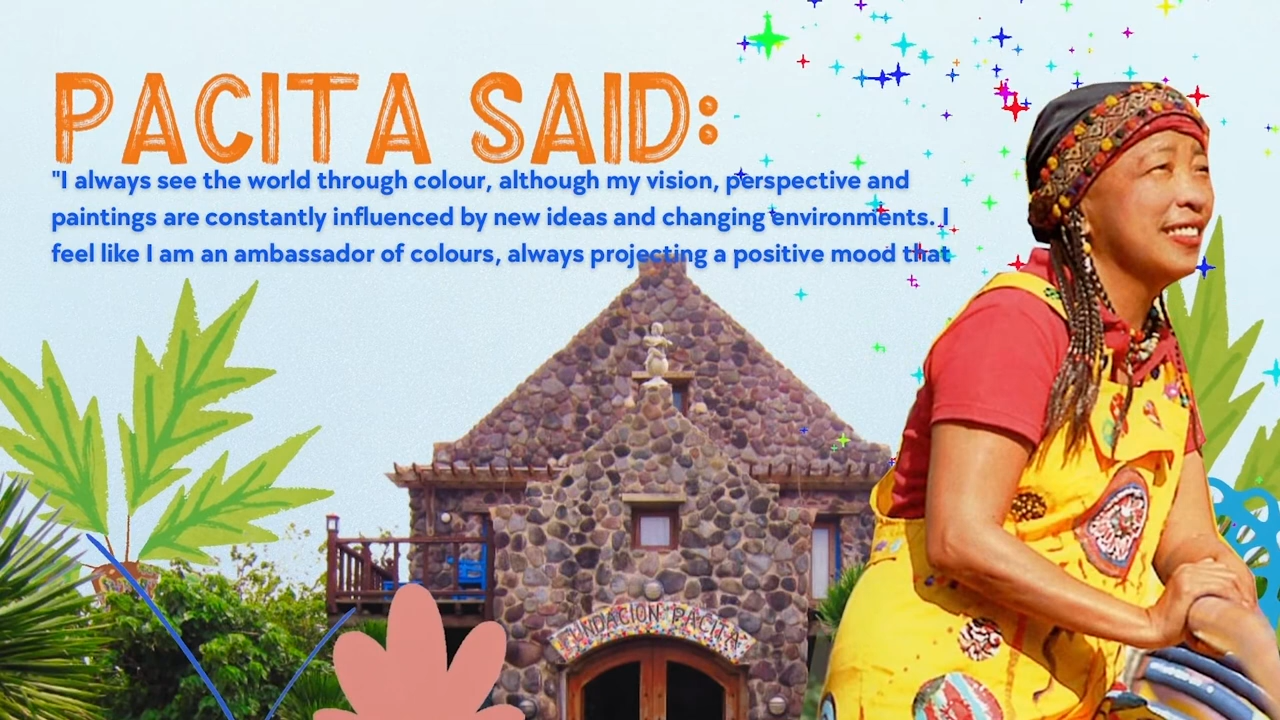 PACITA SAID:
"I always see the world through colour, although my vision, perspective and
paintings are constantly influenced by new ideas and changing environments. I
feel like I am an ambassador of colours, always projecting a positive mood that
FUNDACION PACITA